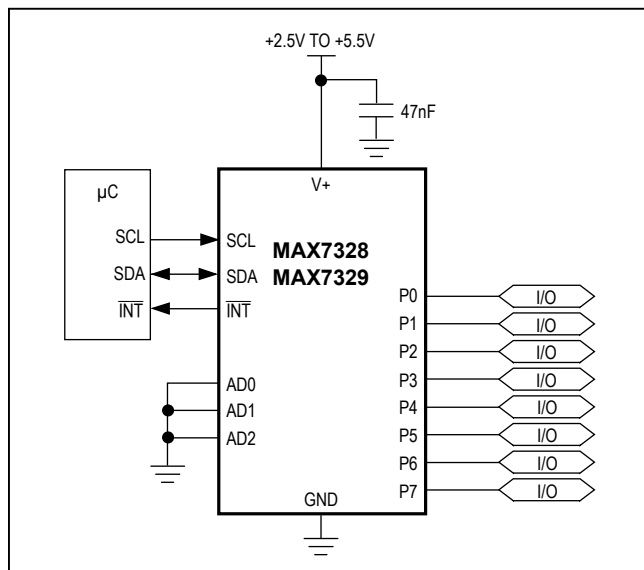 +2.5V TO +5.5V
47nF
µC
V+
SCL
SCL
MAX7328
SDA
SDA
MAX7329
INT
INT
P0
I/O
P1
I/O
P2
I/O
AD0
P3
I/O
AD1
P4
I/O
AD2
P5
I/O
P6
I/O
GND
P7
I/O